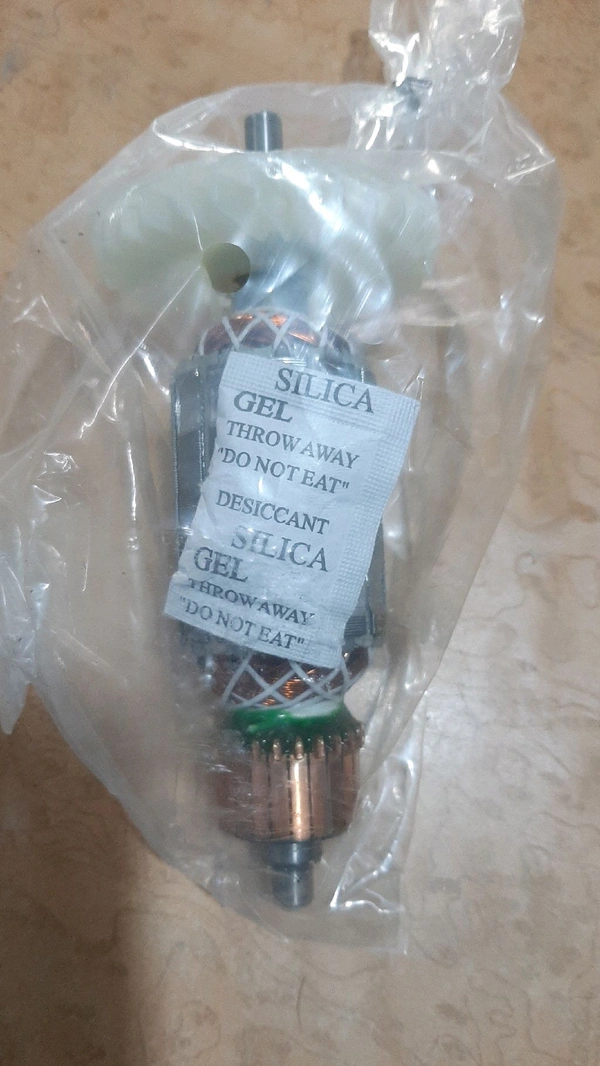 SILICA
GEL
THROW AWAY
"DO NOT EAT"
DESICCANT
SILICA
GEL
THROW AWAY
"DO NOT EAT"